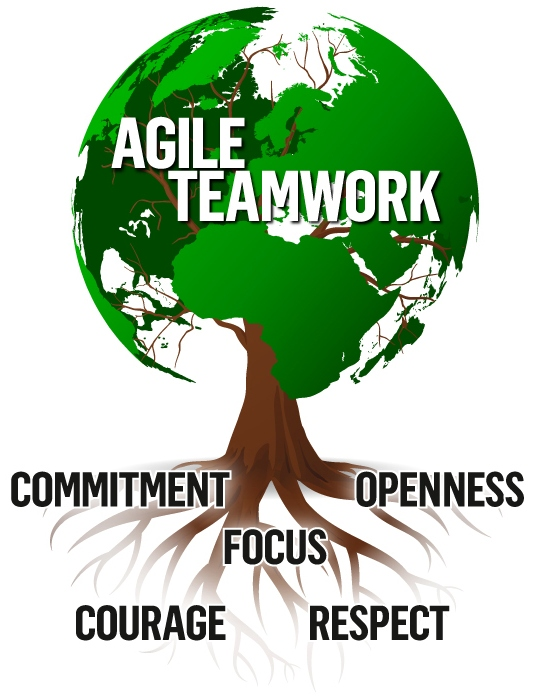 AGILE
TEAMWORK
COMMITMENT
OPENNESS
FOCUS
COURAGE
RESPECT